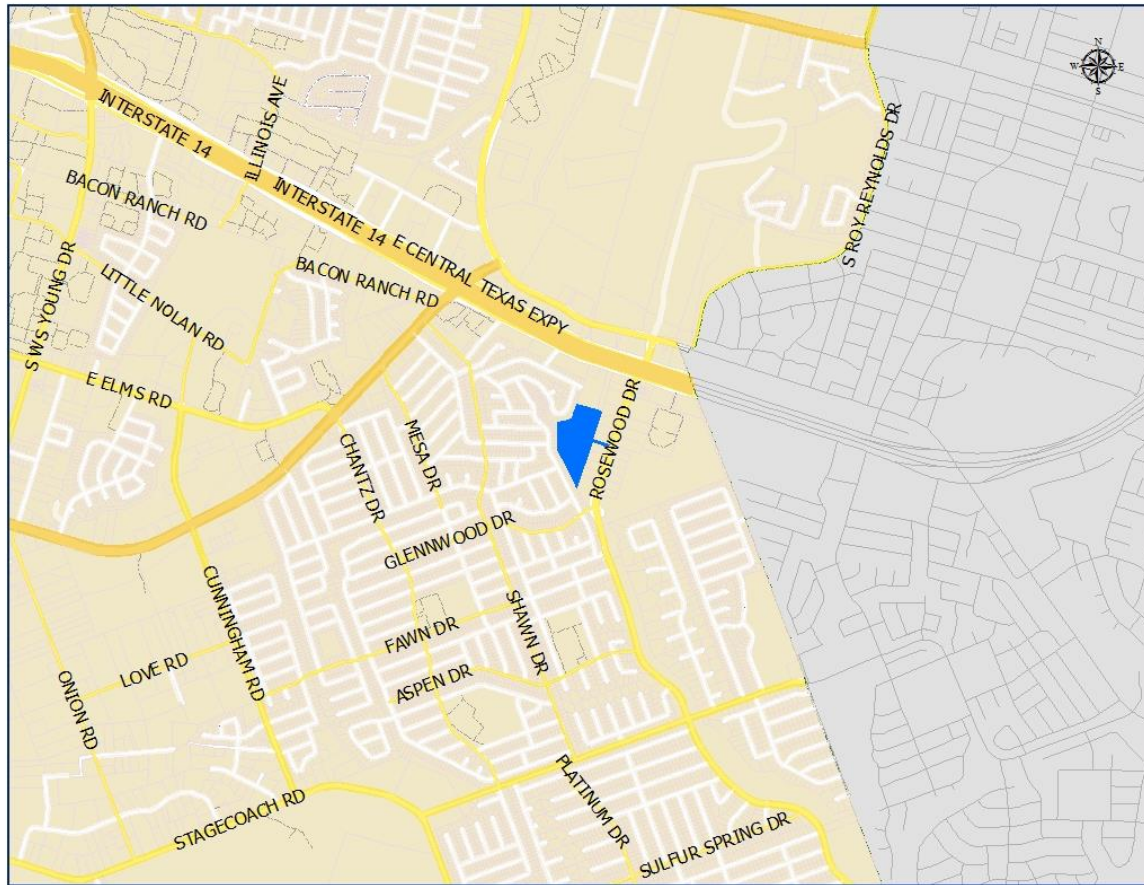 N
W E
S
INTERSTATE 14
ILLINOIS AVE
S ROY REYNOLDS DR
BACON RANCH RD
INTERSTATE 14
E CENTRAL TEXAS EXPY
BACON RANCH RD
S W S YOUNG DR
LITTLE NOLAN RD
E ELMS RD
ROSEWOOD DR
MESA DR
CHANTZ DR
GLENNWOOD DR
CUNNINGHAM RD
SHAWN DR
FAWN DR
LOVE RD
ASPEN DR
ONION RD
PLATINUM DR
STAGECOACH RD
SULFUR SPRING DR